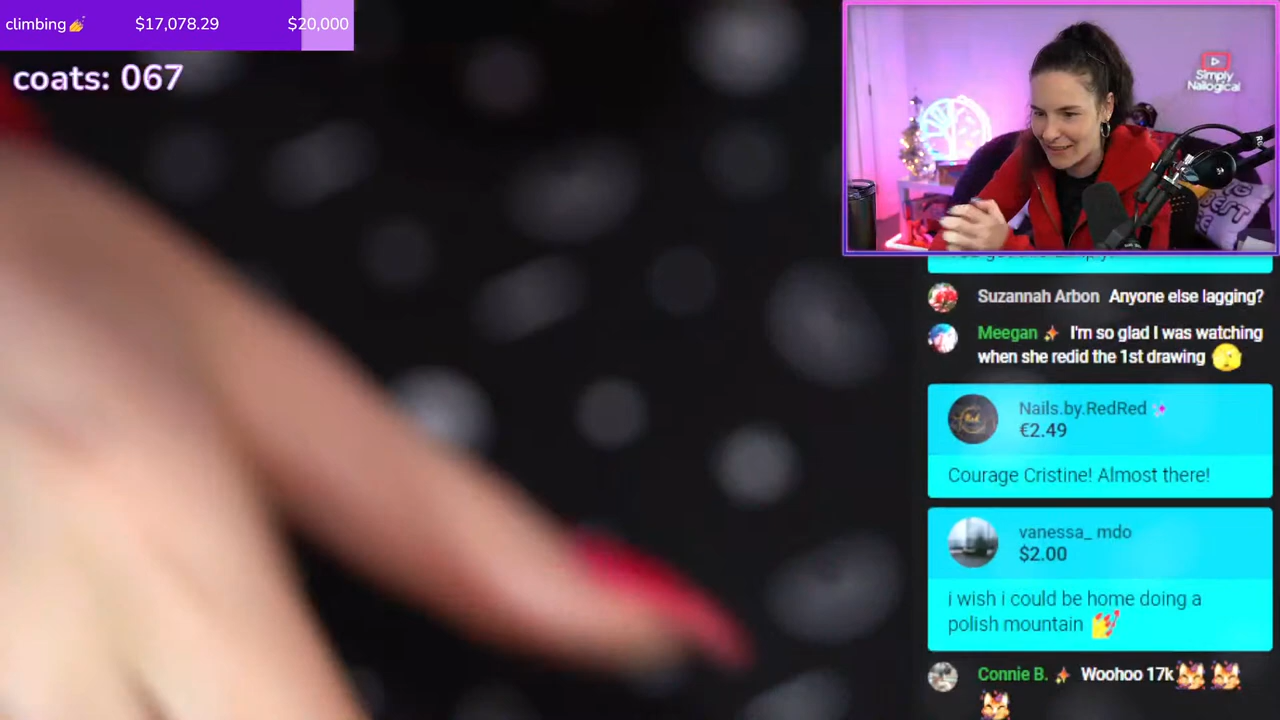 climbing $17,078.29 $20,000
coats: 067
Simply
Nailogical
Suzannah Arbon Anyone else lagging?
Meegan I'm so glad I was watching
when she redid the 1st drawing
Nails.by.RedRed
€2.49
Courage Cristine! Almost there!
vanessa_ mdo
$2.00
i wish i could be home doing a
polish mountain
Connie B. Woohoo 17k